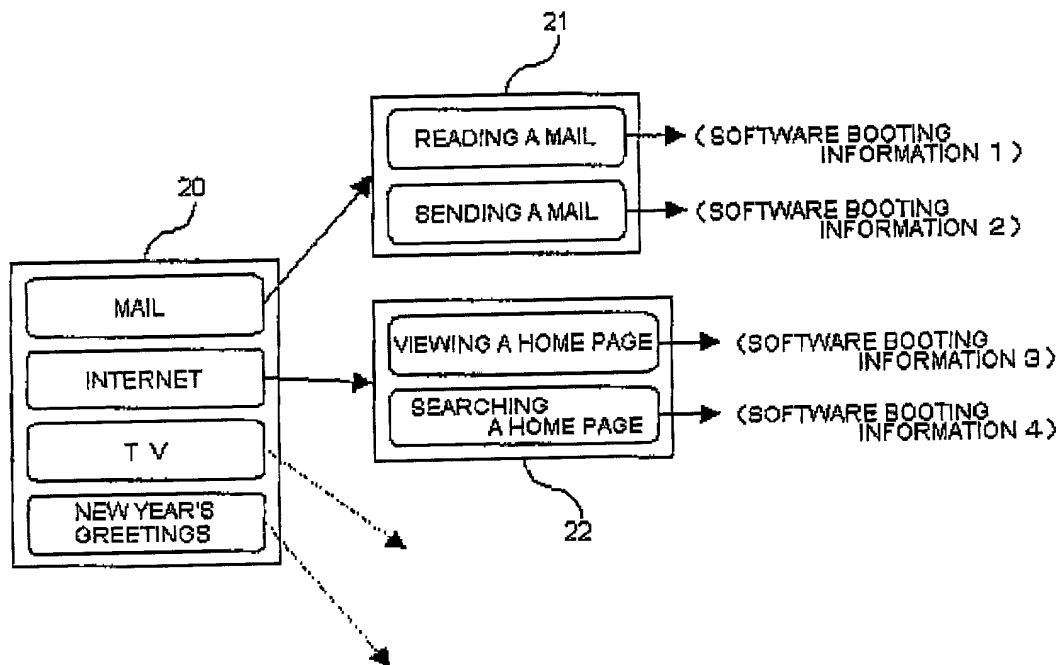 21
READING A MAIL
(SOFTWARE BOOTING
INFORMATION 1)
SENDING A MAIL
(SOFTWARE BOOTING
INFORMATION 2)
20
MAIL
INTERNET
T V
NEW YEAR'S
GREETINGS
VIEWING A HOME PAGE
(SOFTWARE BOOTING
INFORMATION 3)
SEARCHING
A HOME PAGE
(SOFTWARE BOOTING
INFORMATION 4)
22